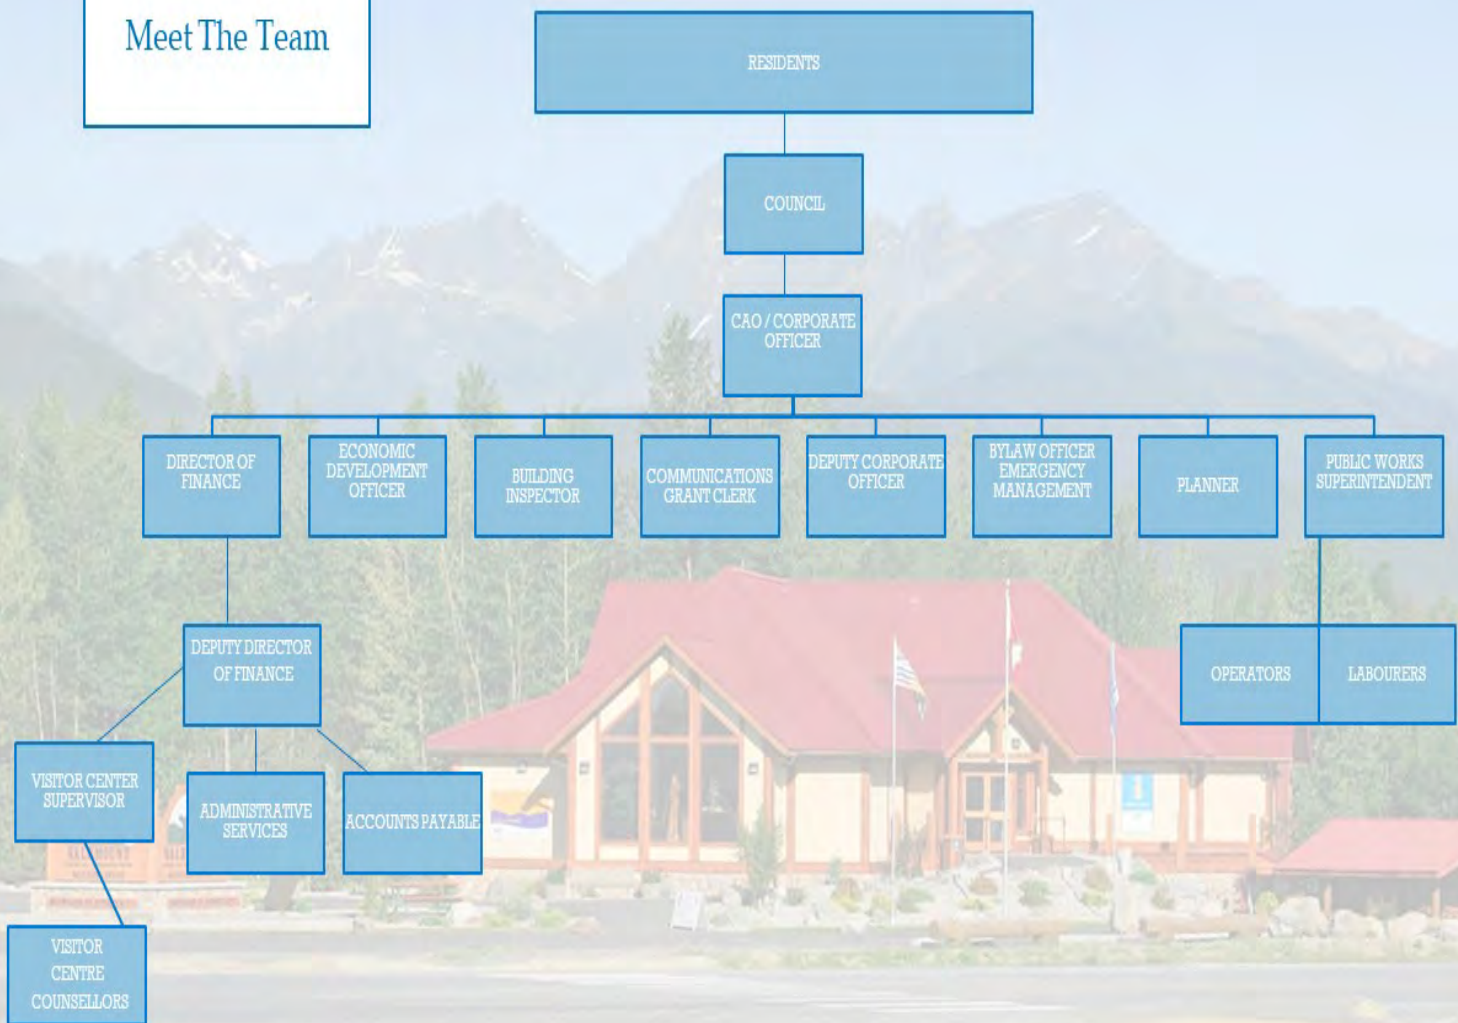 Meet The Team
RESIDENTS
COUNCIL
CAO / CORPORATE
OFFICER
DIRECTOR OF
FINANCE
ECONOMIC
DEVELOPMENT
OFFICER
BUILDING
INSPECTOR
COMMUNICATIONS
GRANT CLERK
DEPUTY CORPORATE
OFFICER
BYLAW OFFICER
EMERGENCY
MANAGEMENT
PLANNER
PUBLIC WORKS
SUPERINTENDENT
DEPUTY DIRECTOR
OF FINANCE
OPERATORS
LABOURERS
VISITOR CENTER
SUPERVISOR
ADMINISTRATIVE
SERVICES
ACCOUNTS PAYABLE
VISITOR
CENTRE
COUNSELLORS